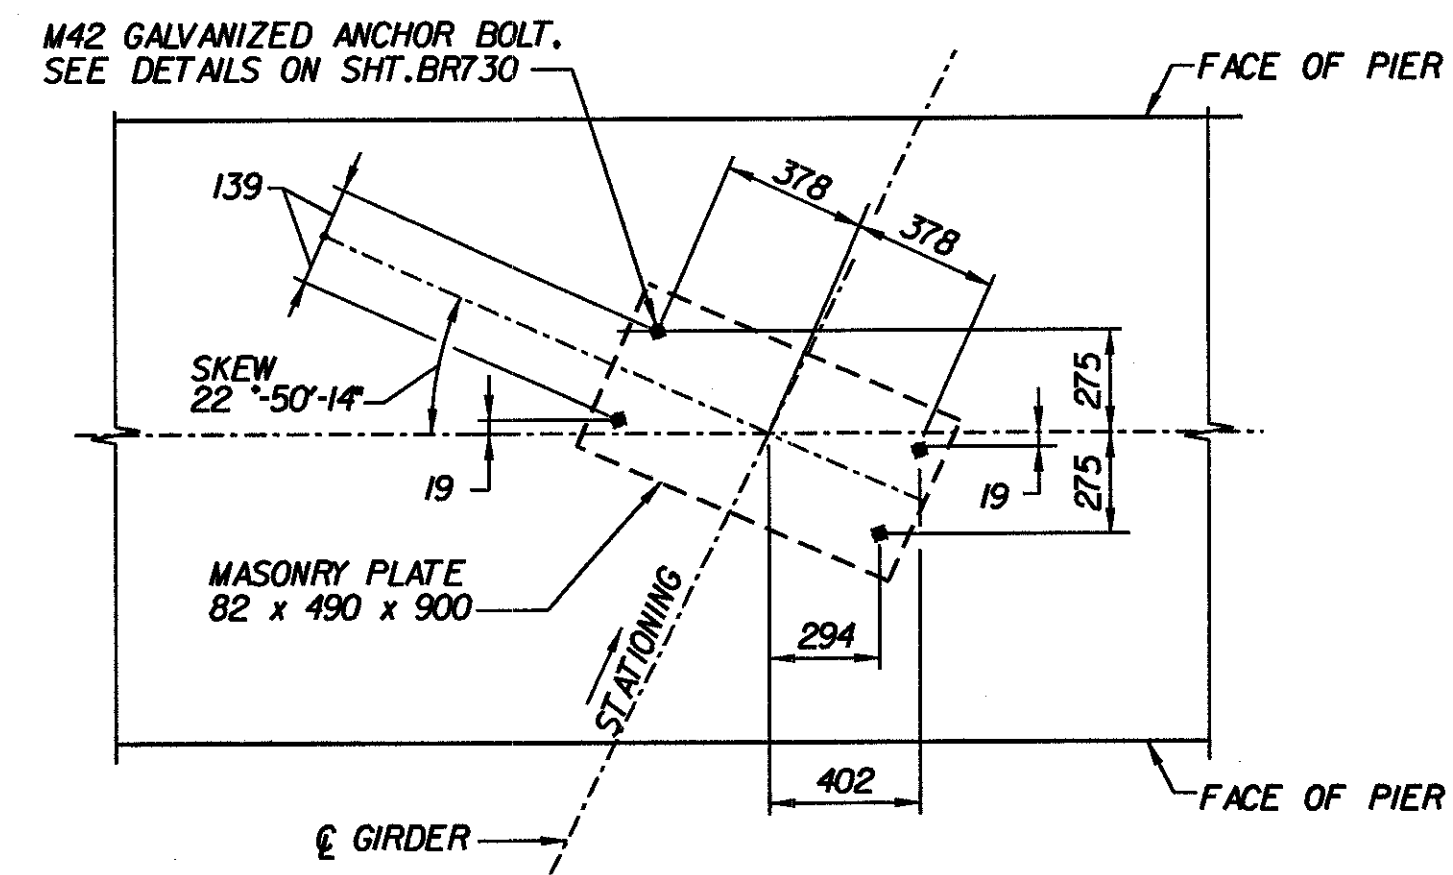 M42 GALVANIZED ANCHOR BOLT.
SEE DETAILS ON SHT.BR730
FACE OF PIER
378
378
139
SKEW
22°-50'-14"
275
275
19
19
MASONRY PLATE
82 x 490 x 900
STATIONING
294
402
FACE OF PIER
℄ GIRDER